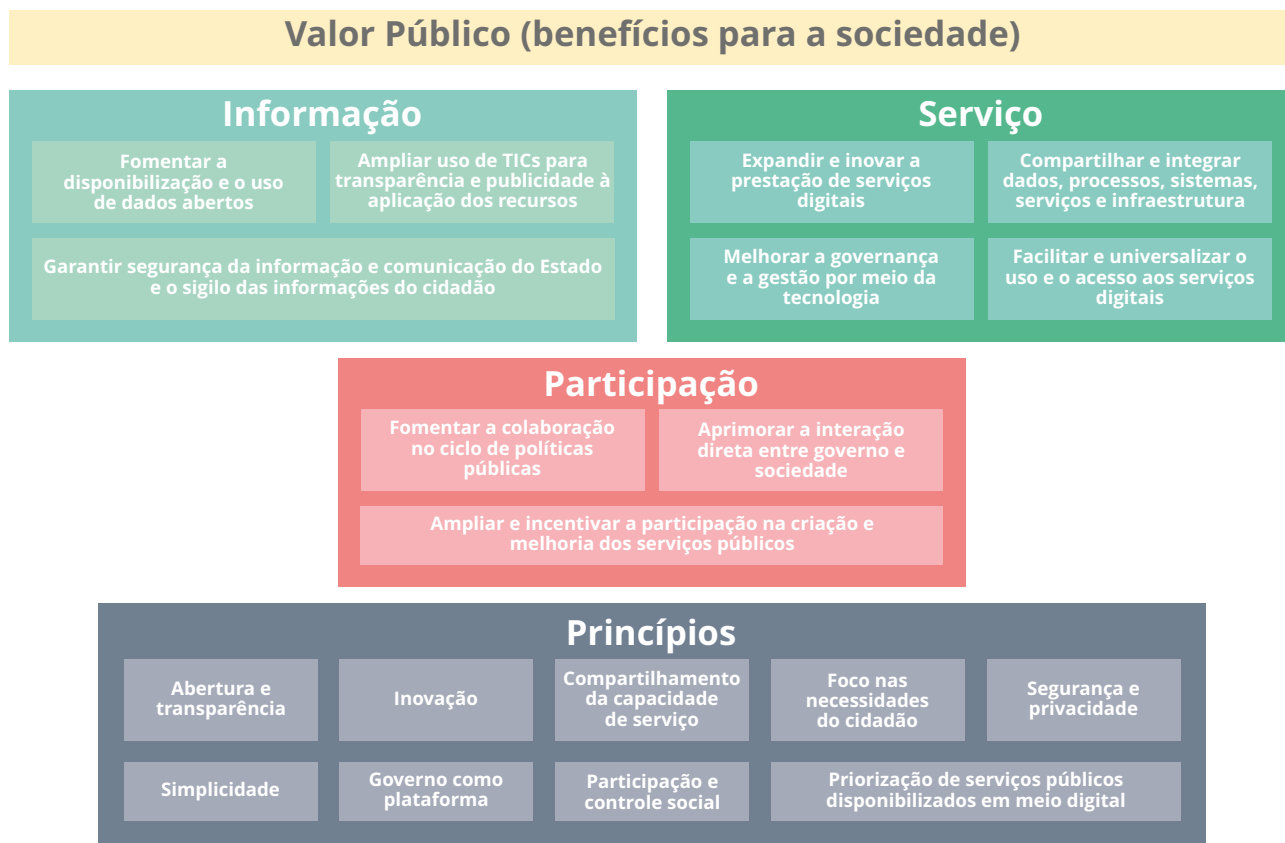 Valor Público (benefícios para a sociedade)
Informação
Fomentar a
disponibilização e o uso
de dados abertos
Ampliar uso de TICs para
transparência e publicidade à
aplicação dos recursos
Garantir segurança da informação e comunicação do Estado
e o sigilo das informações do cidadão
Serviço
Expandir e inovar a
prestação de serviços
digitais
Compartilhar e integrar
dados, processos, sistemas,
serviços e infraestrutura
Melhorar a governança
e a gestão por meio da
tecnologia
Facilitar e universalizar o
uso e o acesso aos serviços
digitais
Participação
Fomentar a colaboração
no ciclo de políticas
públicas
Aprimorar a interação
direta entre governo e
sociedade
Ampliar e incentivar a participação na criação e
melhoria dos serviços públicos
Princípios
Abertura e
transparência
Inovação
Compartilhamento
da capacidade
de serviço
Foco nas
necessidades
do cidadão
Segurança e
privacidade
Simplicidade
Governo como
plataforma
Participação e
controle social
Priorização de serviços públicos
disponibilizados em meio digital